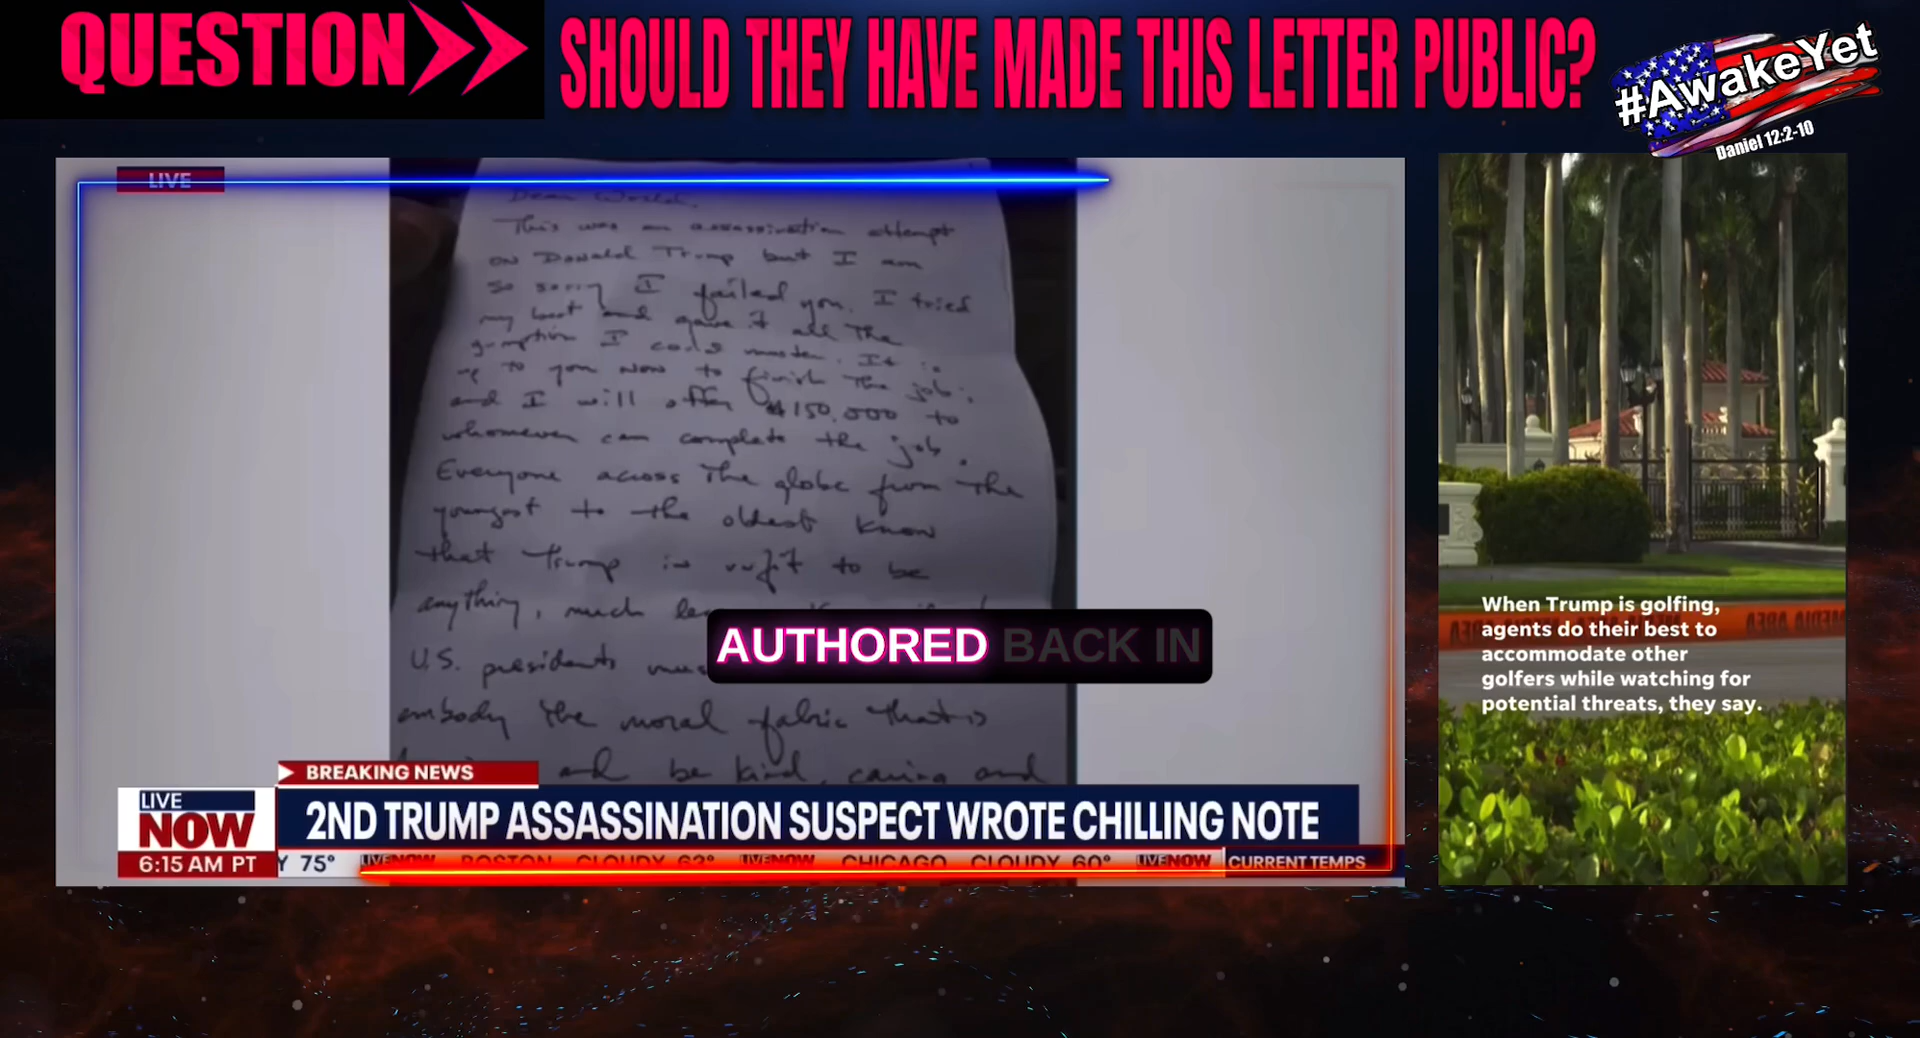 QUESTION>> SHOULD THEY HAVE MADE THIS LETTER PUBLIC?
#AwakeYet
Daniel 12:2-10
LIVE
Dear World,
This was an assassination attempt
on Donald Trump but I am
so sorry I failed you. I tried
my best and gave it all the
gumption I could muster. It is
up to you now to finish the job;
and I will offer $150,000 to
whomever can complete the job.
Everyone across the globe from the
youngest to the oldest know
that Trump is unfit to be
anything, much
U.S. presidents
embody the moral fabric that is
and be kind, caring and
AUTHORED BACK IN
When Trump is golfing,
agents do their best to
accommodate other
golfers while watching for
potential threats, they say.
MEDIA AREA
BREAKING NEWS
LIVE
NOW
2ND TRUMP ASSASSINATION SUSPECT WROTE CHILLING NOTE
6:15 AM PT
Y 75° LIVENOW BOSTON CLOUDY 62° LIVENOW CHICAGO CLOUDY 60° LIVENOW CURRENT TEMPS